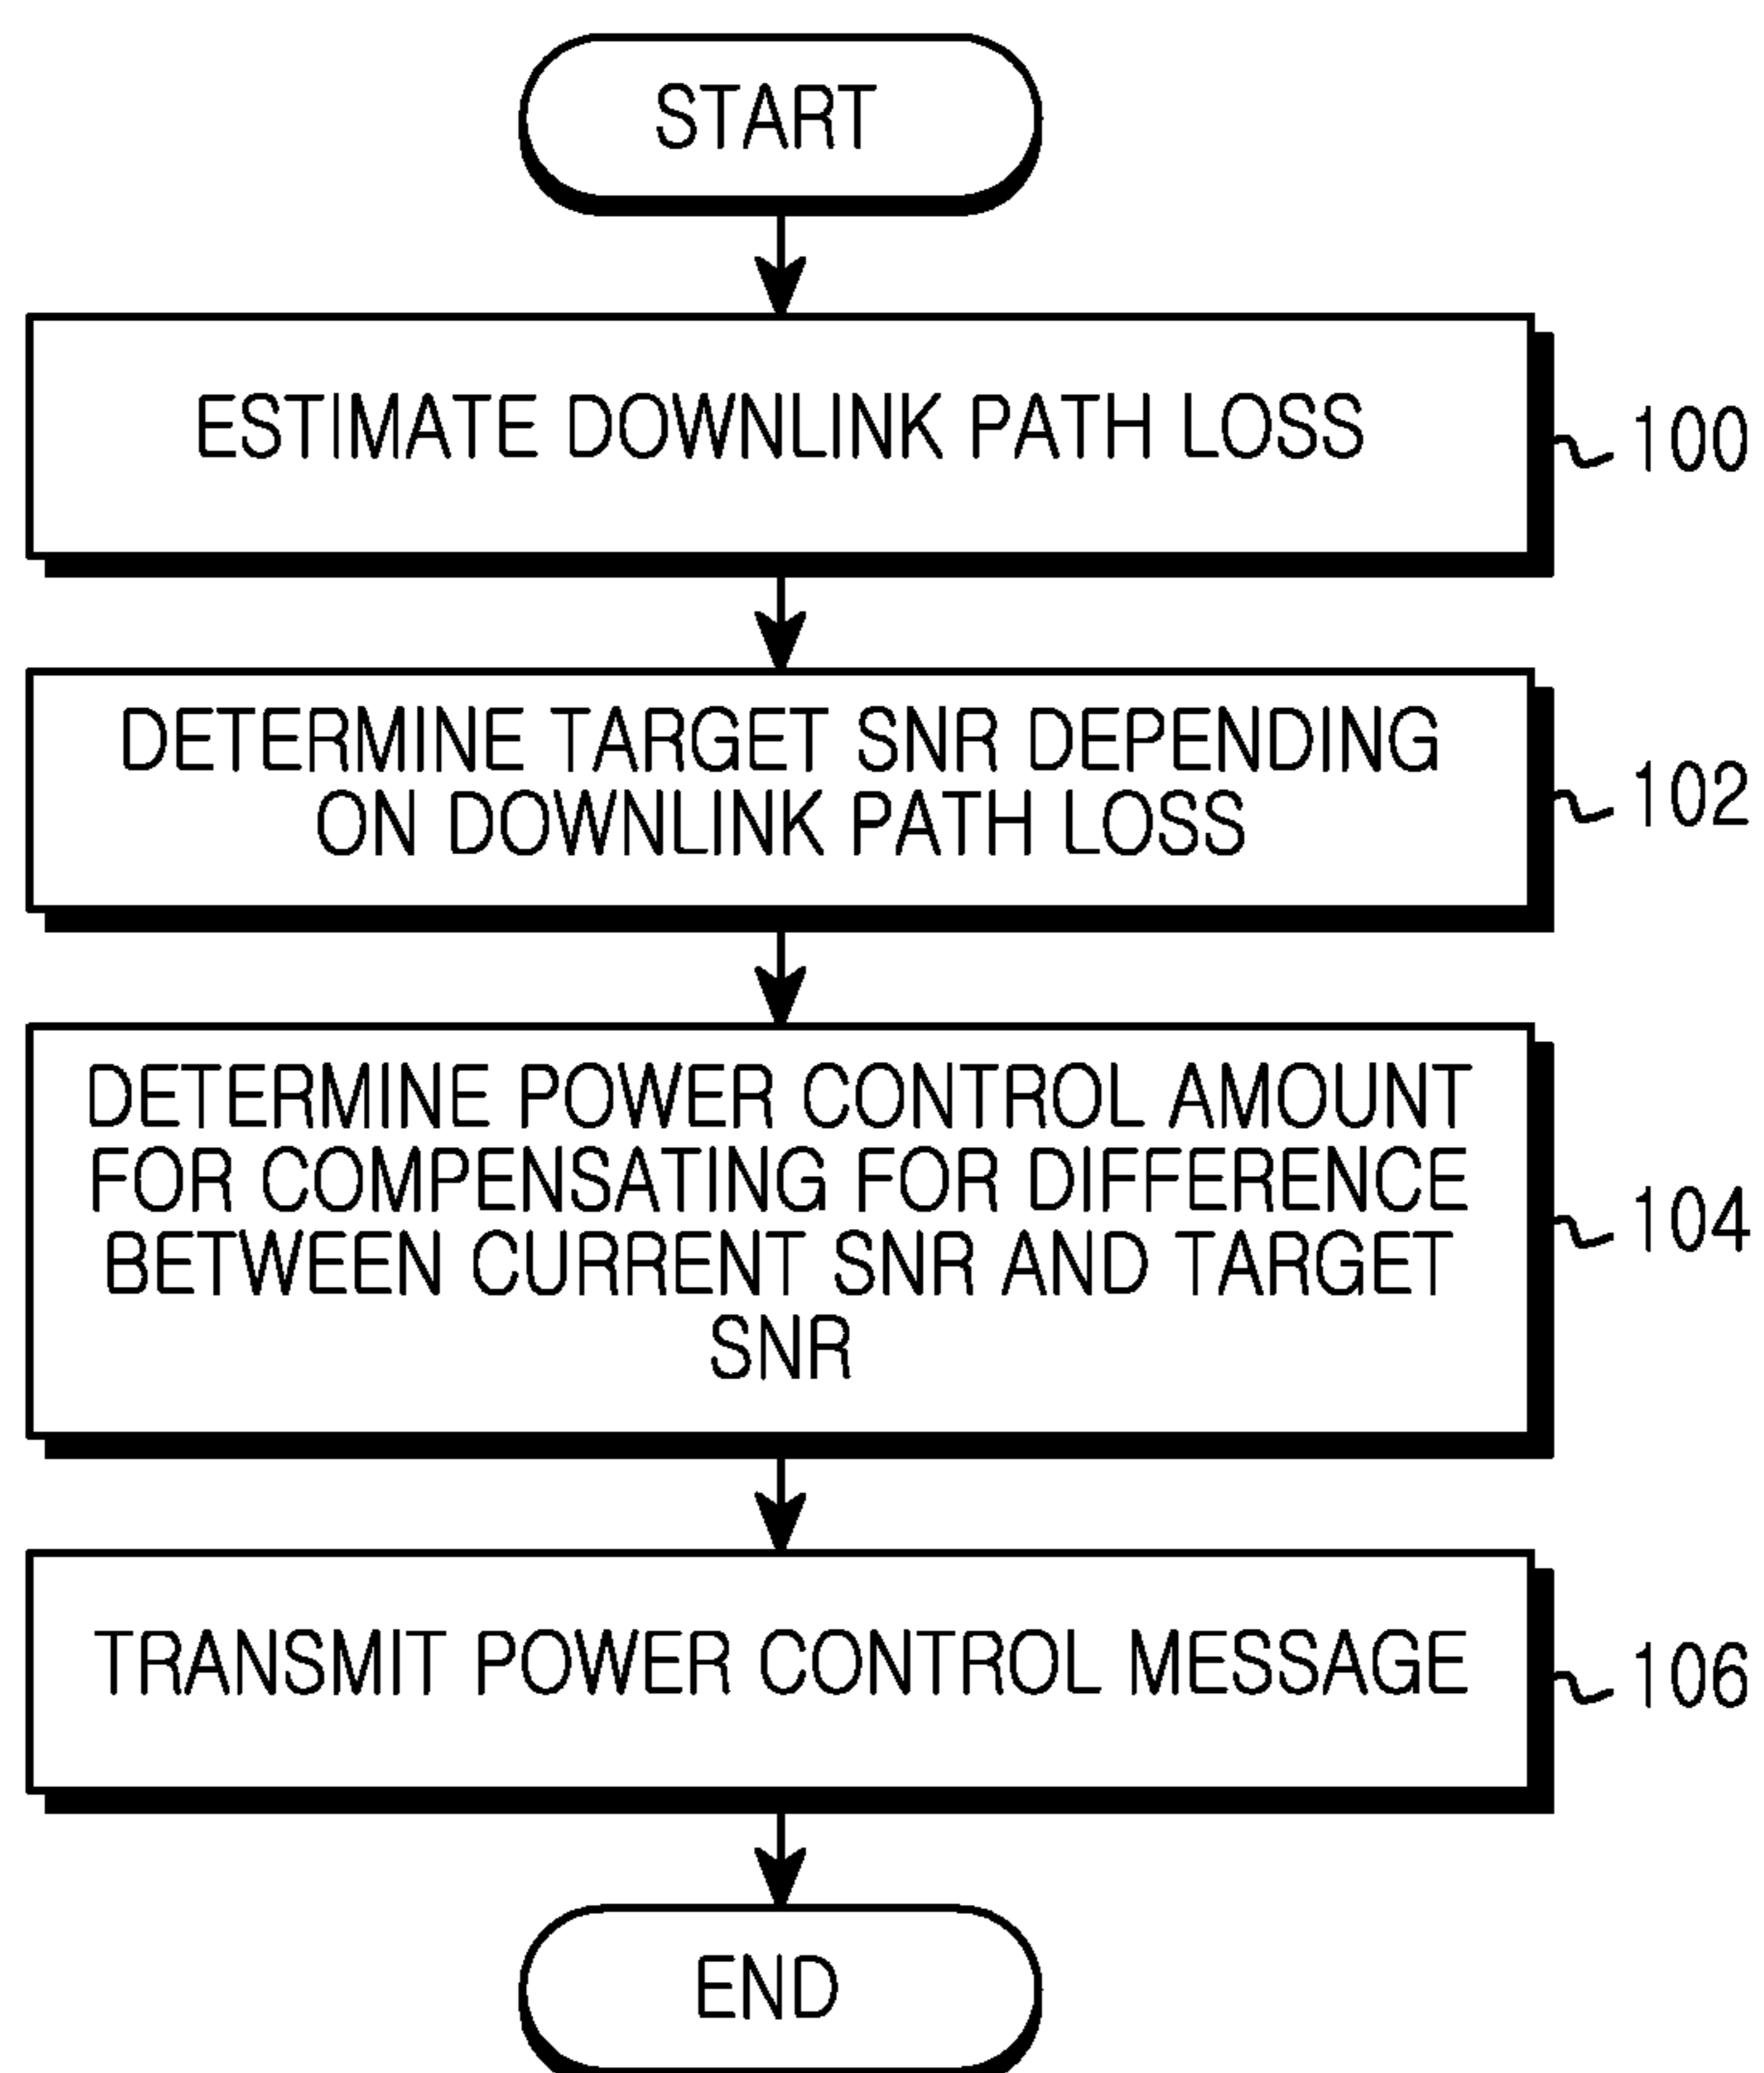 START
ESTIMATE DOWNLINK PATH LOSS
100
DETERMINE TARGET SNR DEPENDING
ON DOWNLINK PATH LOSS
102
DETERMINE POWER CONTROL AMOUNT
FOR COMPENSATING FOR DIFFERENCE
BETWEEN CURRENT SNR AND TARGET
SNR
104
TRANSMIT POWER CONTROL MESSAGE
106
END